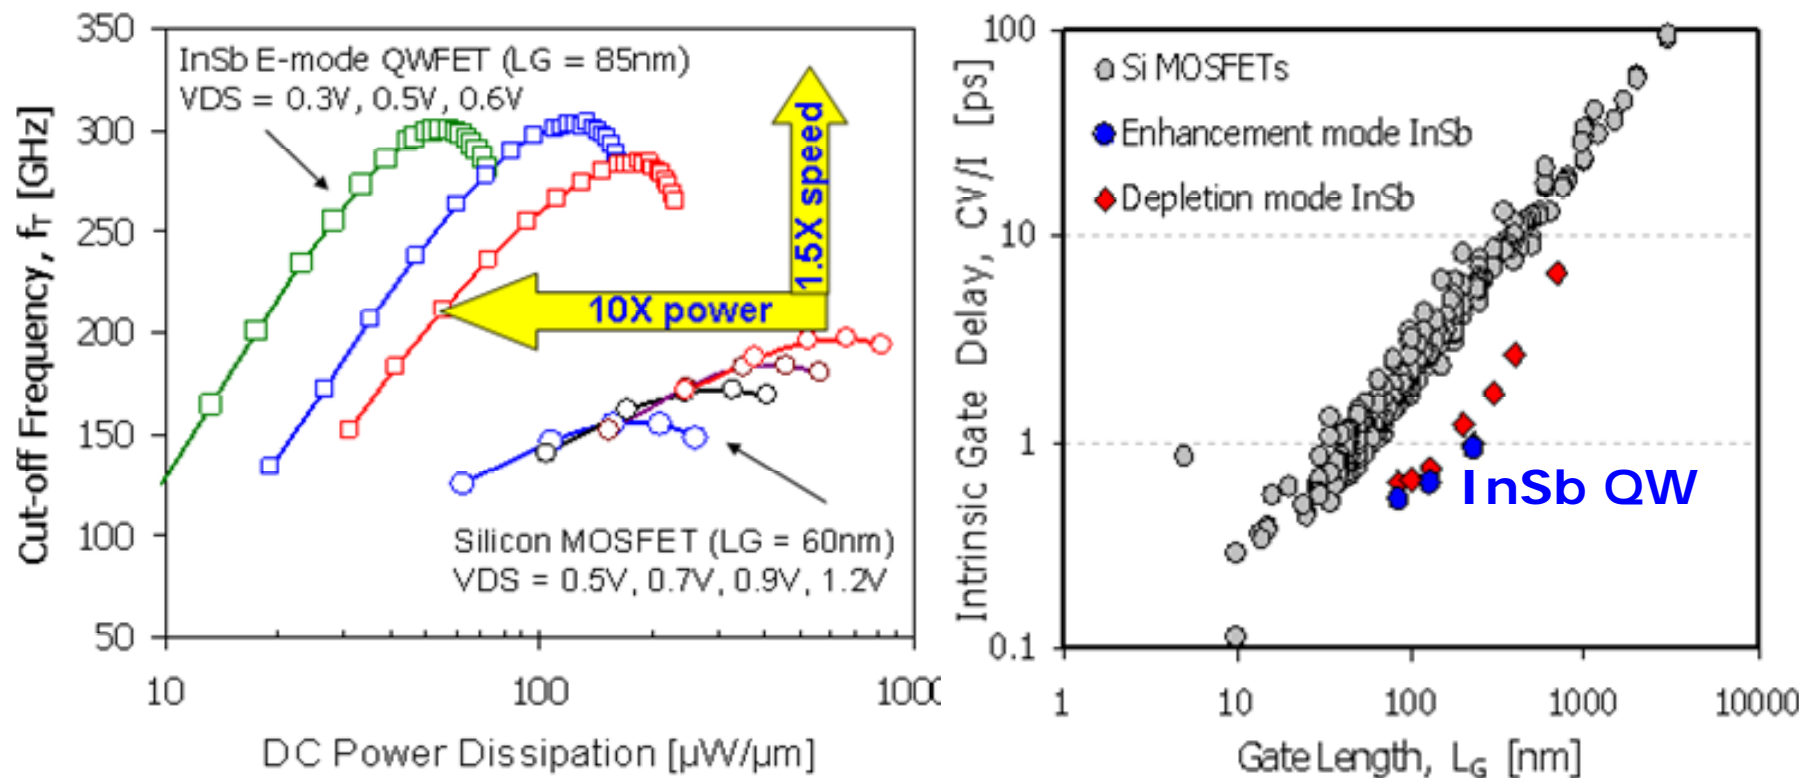 350
300
250
200
150
100
50
Cut-off Frequency, fT [GHz]
InSb E-mode QWFET (LG = 85nm)
VDS = 0.3V, 0.5V, 0.6V
1.5X speed
10X power
Silicon MOSFET (LG = 60nm)
VDS = 0.5V, 0.7V, 0.9V, 1.2V
10
100
1000
DC Power Dissipation [µW/µm]
100
10
1
0.1
Intrinsic Gate Delay, CV/I [ps]
Si MOSFETs
Enhancement mode InSb
Depletion mode InSb
InSb QW
1
10
100
1000
10000
Gate Length, LG [nm]